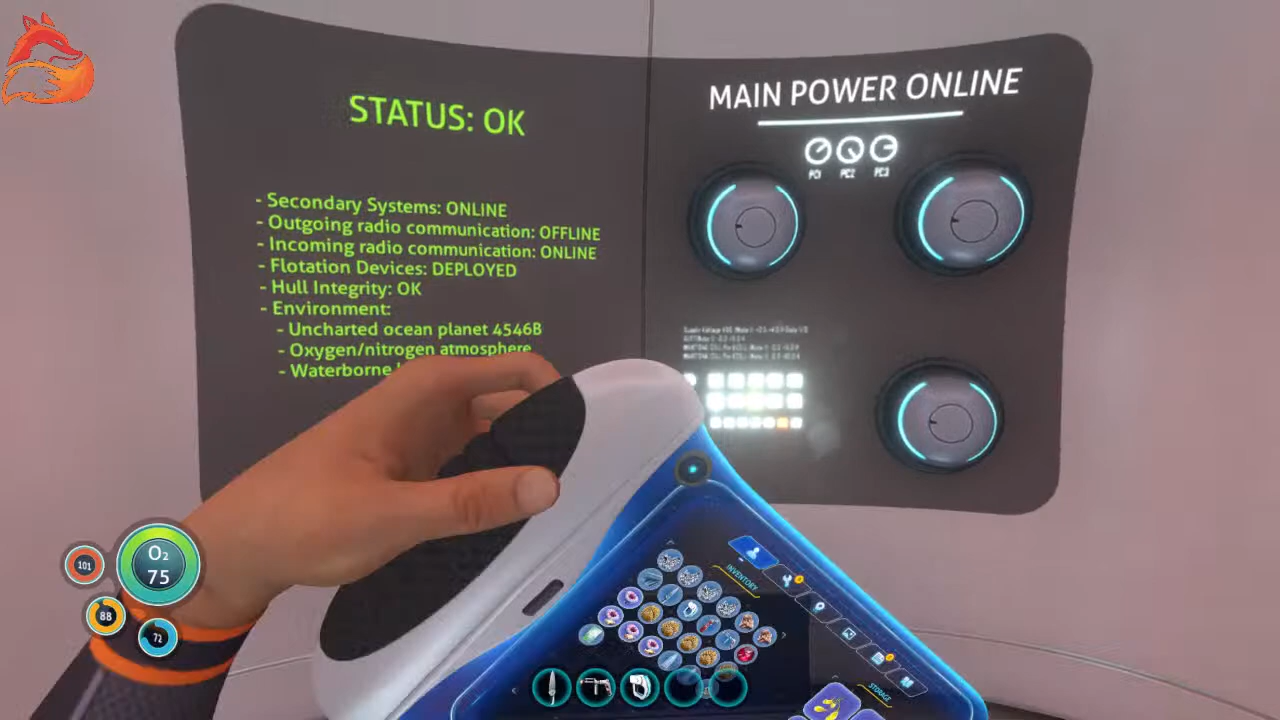 STATUS: OK
- Secondary Systems: ONLINE
- Outgoing radio communication: OFFLINE
- Incoming radio communication: ONLINE
- Flotation Devices: DEPLOYED
- Hull Integrity: OK
- Environment:
- Uncharted ocean planet 4546B
- Oxygen/nitrogen atmosphere
- Waterborne
MAIN POWER ONLINE
PC1 PC2 PC3
O₂
75
101
88
72
INVENTORY
STORAGE